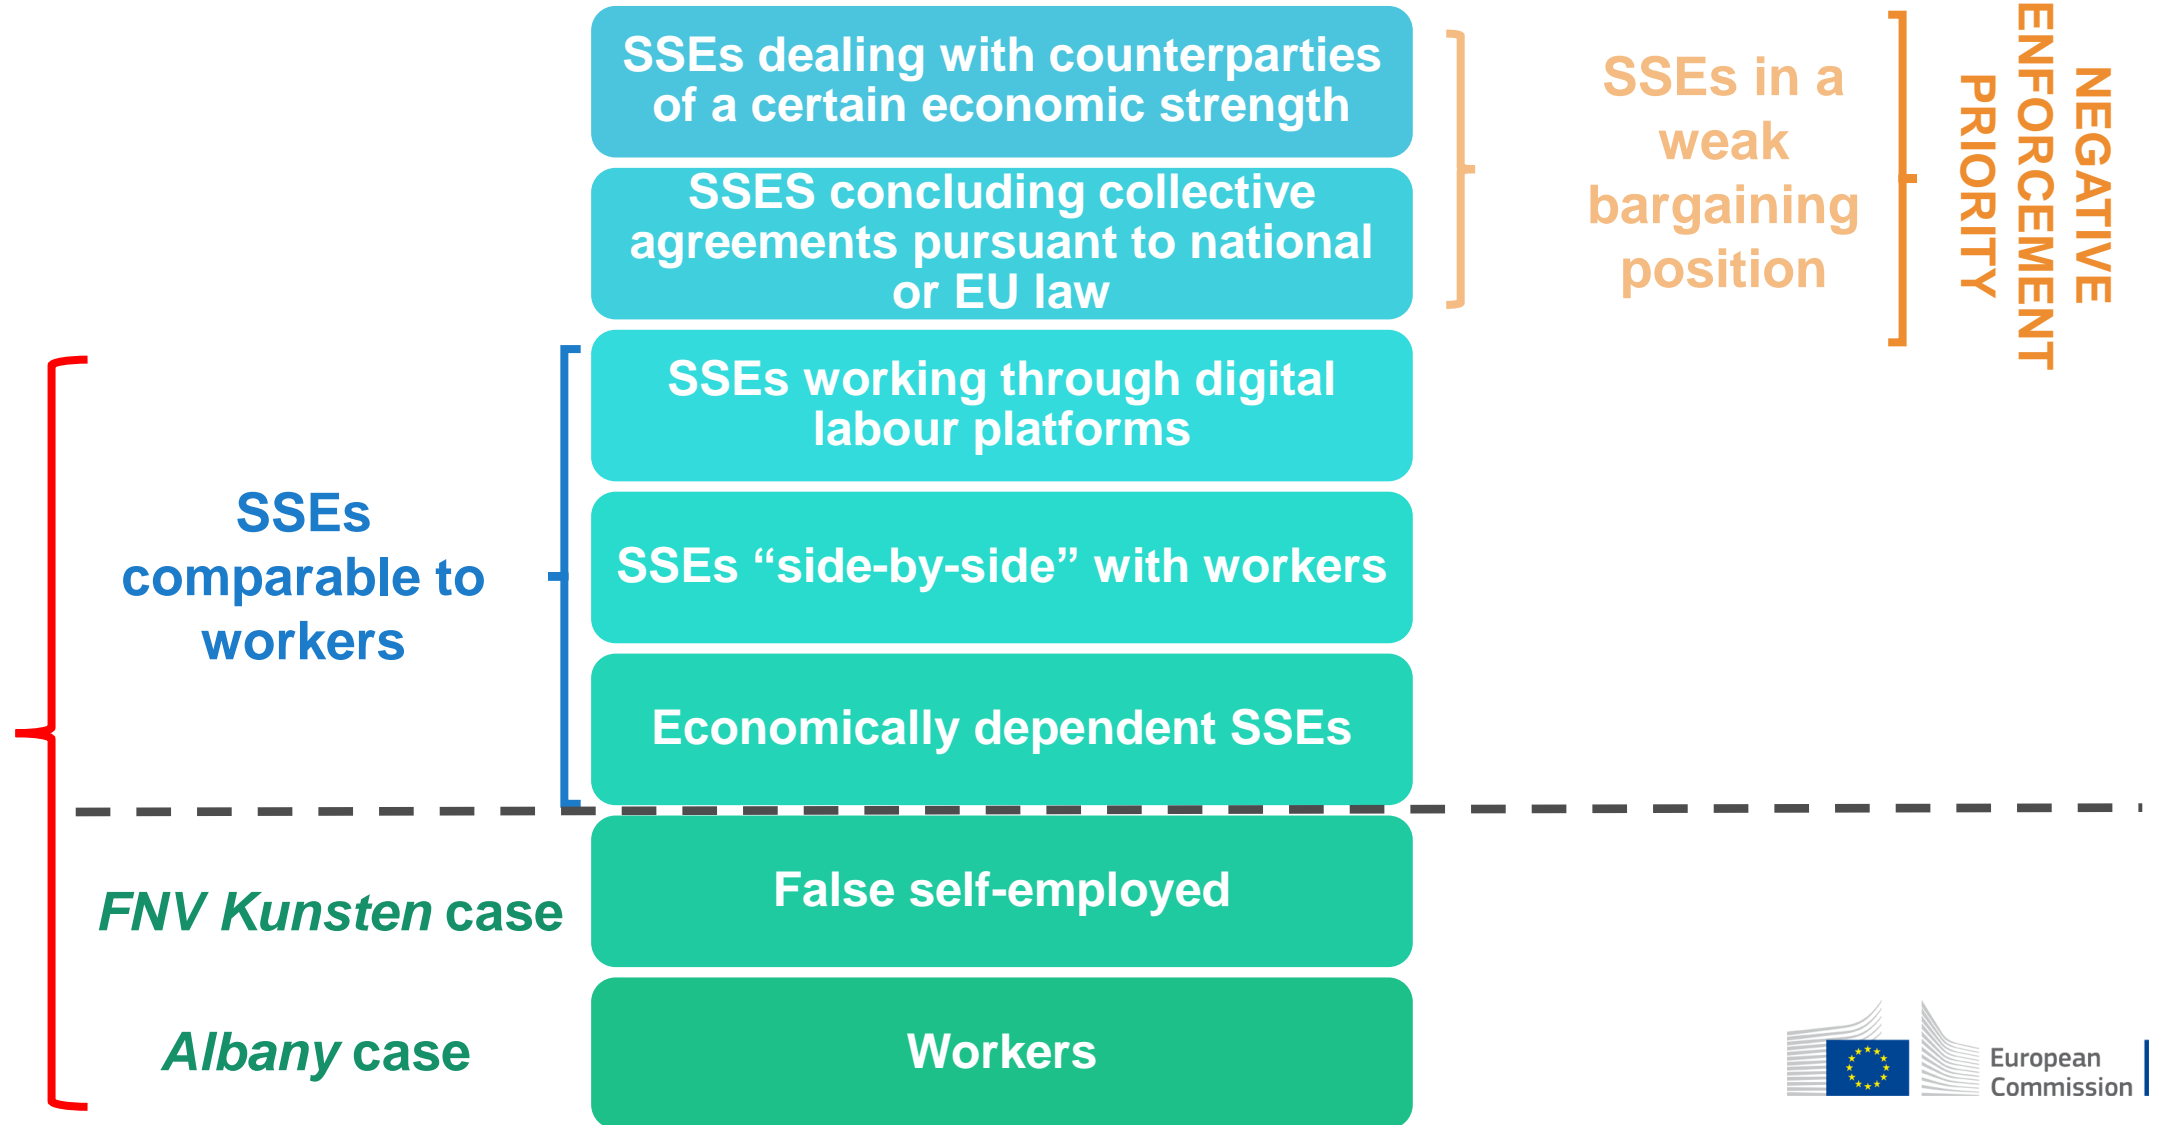 SSEs dealing with counterparties
of a certain economic strength
SSES concluding collective
agreements pursuant to national
or EU law
SSEs in a
weak
bargaining
position
NEGATIVE
ENFORCEMENT
PRIORITY
SSEs working through digital
labour platforms
SSEs “side-by-side” with workers
Economically dependent SSEs
SSEs
comparable to
workers
False self-employed
FNV Kunsten case
Workers
Albany case
European
Commission